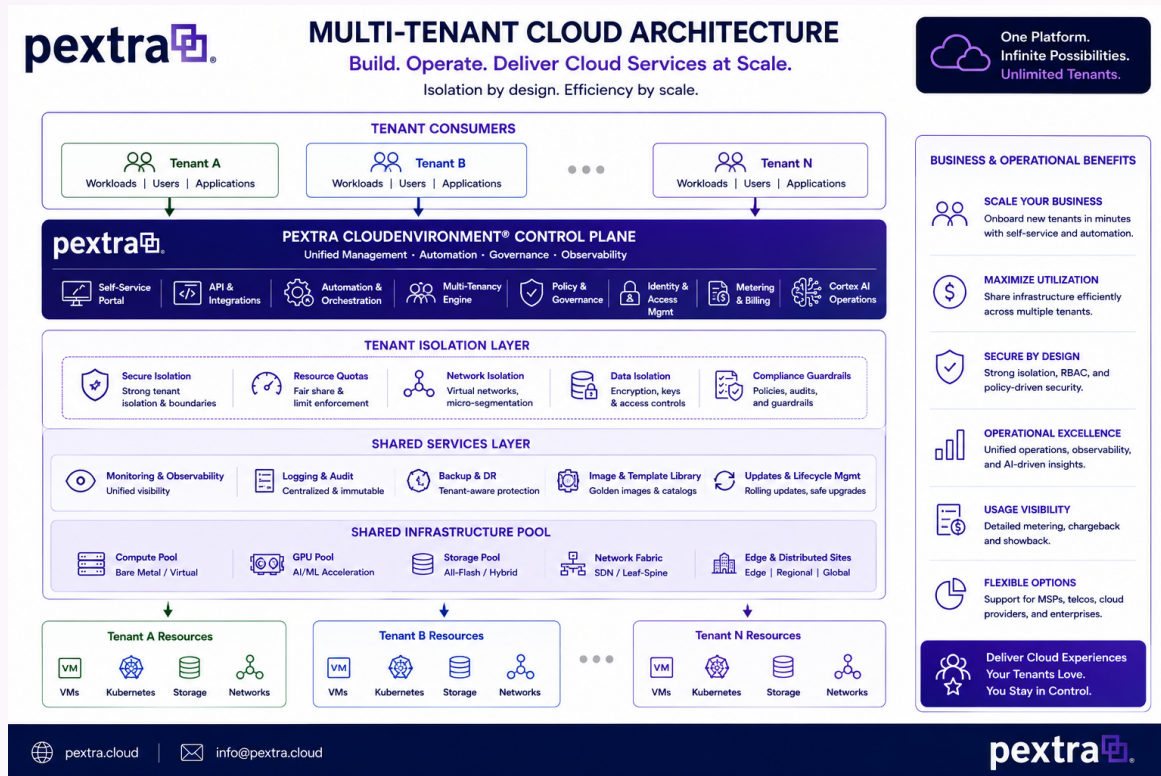 pextra®
MULTI-TENANT CLOUD ARCHITECTURE
Build. Operate. Deliver Cloud Services at Scale.
Isolation by design. Efficiency by scale.
One Platform.
Infinite Possibilities.
Unlimited Tenants.
TENANT CONSUMERS
Tenant A
Workloads | Users | Applications
Tenant B
Workloads | Users | Applications
Tenant N
Workloads | Users | Applications
pextra®
PEXTRA CLOUDENVIRONMENT® CONTROL PLANE
Unified Management · Automation · Governance · Observability
Self-Service
Portal
API &
Integrations
Automation &
Orchestration
Multi-Tenancy
Engine
Policy &
Governance
Identity &
Access
Mgmt
Metering
& Billing
Cortex AI
Operations
TENANT ISOLATION LAYER
Secure Isolation
Strong tenant
isolation & boundaries
Resource Quotas
Fair share &
limit enforcement
Network Isolation
Virtual networks,
micro-segmentation
Data Isolation
Encryption, keys
& access controls
Compliance Guardrails
Policies, audits,
and guardrails
SHARED SERVICES LAYER
Monitoring & Observability
Unified visibility
Logging & Audit
Centralized & immutable
Backup & DR
Tenant-aware protection
Image & Template Library
Golden images & catalogs
Updates & Lifecycle Mgmt
Rolling updates, safe upgrades
SHARED INFRASTRUCTURE POOL
Compute Pool
Bare Metal / Virtual
GPU Pool
AI/ML Acceleration
Storage Pool
All-Flash / Hybrid
Network Fabric
SDN / Leaf-Spine
Edge & Distributed Sites
Edge | Regional | Global
Tenant A Resources
VM
VMs
Kubernetes
Storage
Networks
Tenant B Resources
VM
VMs
Kubernetes
Storage
Networks
Tenant N Resources
VM
VMs
Kubernetes
Storage
Networks
BUSINESS & OPERATIONAL BENEFITS
SCALE YOUR BUSINESS
Onboard new tenants in minutes
with self-service and automation.
MAXIMIZE UTILIZATION
Share infrastructure efficiently
across multiple tenants.
SECURE BY DESIGN
Strong isolation, RBAC, and
policy-driven security.
OPERATIONAL EXCELLENCE
Unified operations, observability,
and AI-driven insights.
USAGE VISIBILITY
Detailed metering, chargeback
and showback.
FLEXIBLE OPTIONS
Support for MSPs, telcos, cloud
providers, and enterprises.
Deliver Cloud Experiences
Your Tenants Love.
You Stay in Control.
pextra.cloud | info@pextra.cloud
pextra®